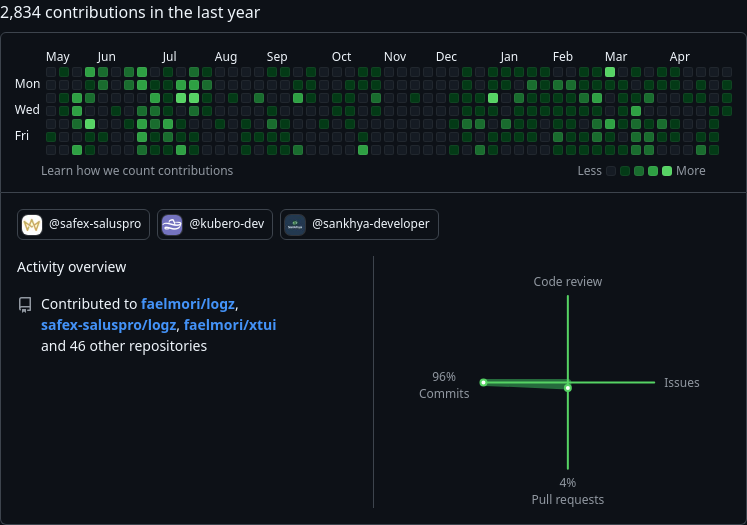 2,834 contributions in the last year
May Jun Jul Aug Sep Oct Nov Dec Jan Feb Mar Apr
Mon
Wed
Fri
Learn how we count contributions
Less More
@safex-saluspro @kubero-dev @sankhya-developer
Activity overview
Contributed to faelmori/logz,
safex-saluspro/logz, faelmori/xtui
and 46 other repositories
Code review
96%
Commits
Issues
4%
Pull requests